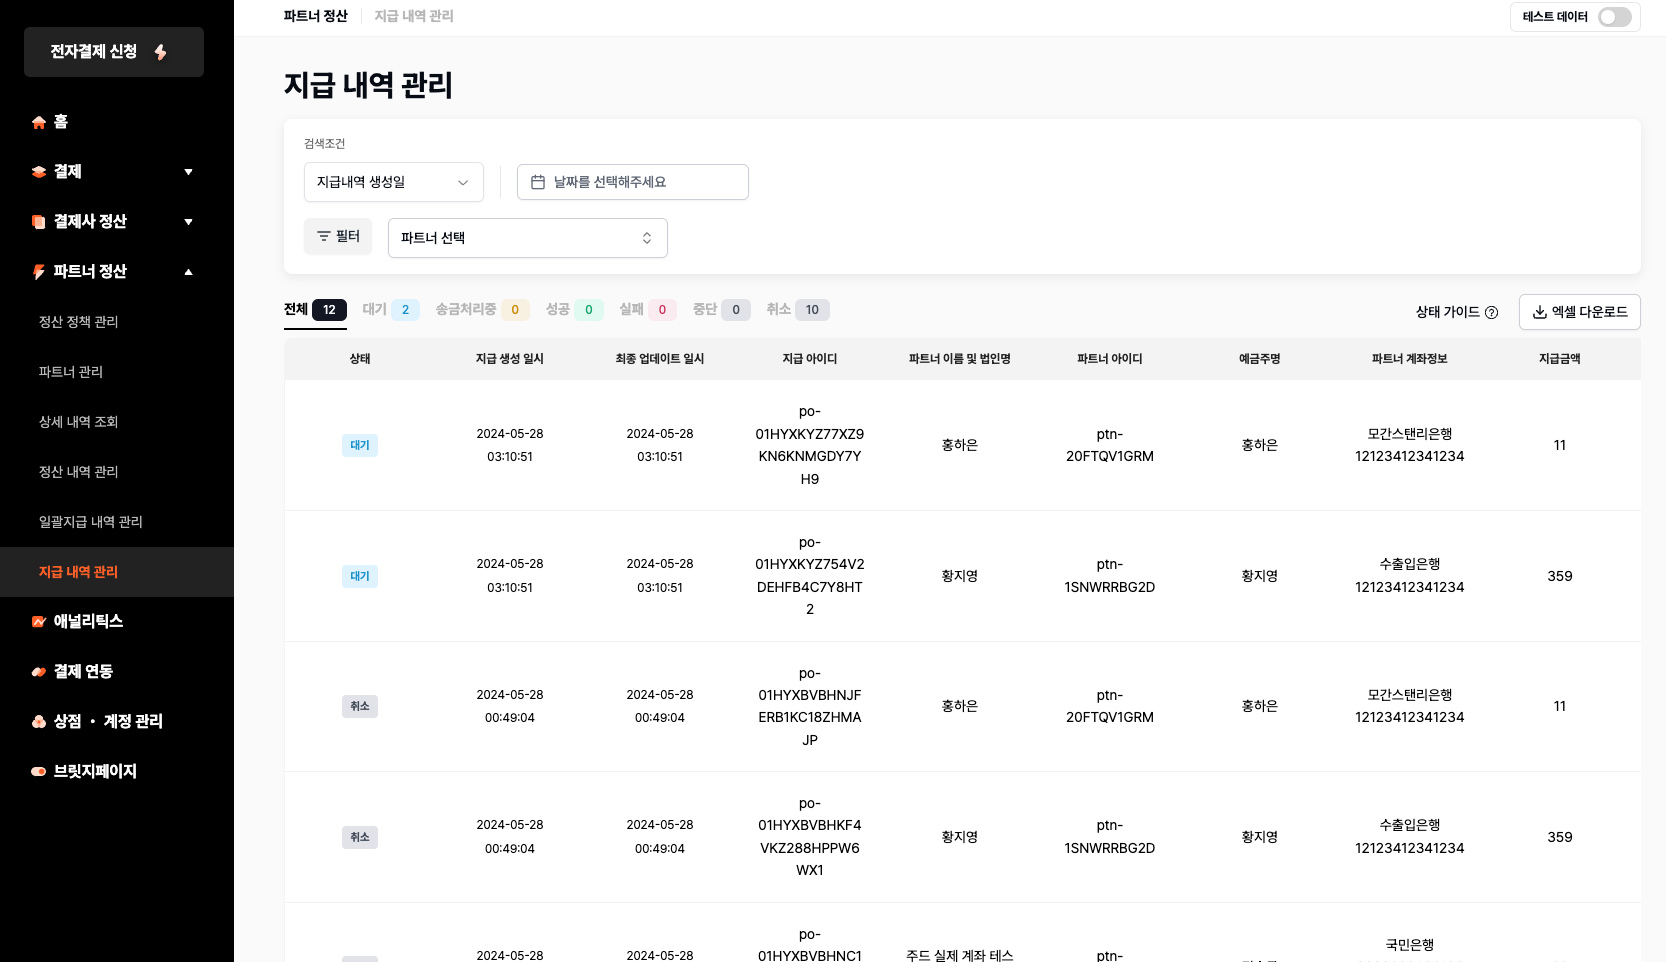 전자결제 신청
홈
결제
결제사 정산
파트너 정산
정산 정책 관리
파트너 관리
상세 내역 조회
정산 내역 관리
일괄지급 내역 관리
지급 내역 관리
애널리틱스
결제 연동
상점 · 계정 관리
브릿지페이지
파트너 정산 지급 내역 관리
테스트 데이터
지급 내역 관리
검색조건
지급내역 생성일 날짜를 선택해주세요
필터 파트너 선택
전체 12 대기 2 송금처리중 0 성공 0 실패 0 중단 0 취소 10
상태 가이드 엑셀 다운로드
상태 지급 생성 일시 최종 업데이트 일시 지급 아이디 파트너 이름 및 법인명 파트너 아이디 예금주명 파트너 계좌정보 지급금액
po-
2024-05-28 2024-05-28 01HYXKYZ77XZ9 ptn- 모간스탠리은행
대기 홍하은 홍하은 11
03:10:51 03:10:51 KN6KNMGDY7Y 20FTQV1GRM 12123412341234
H9
po-
2024-05-28 2024-05-28 01HYXKYZ754V2 ptn- 수출입은행
대기 황지영 황지영 359
03:10:51 03:10:51 DEHFB4C7Y8HT 1SNWRRBG2D 12123412341234
2
po-
2024-05-28 2024-05-28 01HYXBVBHNJF ptn- 모간스탠리은행
취소 홍하은 홍하은 11
00:49:04 00:49:04 ERB1KC18ZHMA 20FTQV1GRM 12123412341234
JP
po-
2024-05-28 2024-05-28 01HYXBVBHKF4 ptn- 수출입은행
취소 황지영 황지영 359
00:49:04 00:49:04 VKZ288HPPW6 1SNWRRBG2D 12123412341234
WX1
po- 국민은행
2024-05-28 2024-05-28 01HYXBVBHNC1 주드 실제 계좌 테스 ptn-